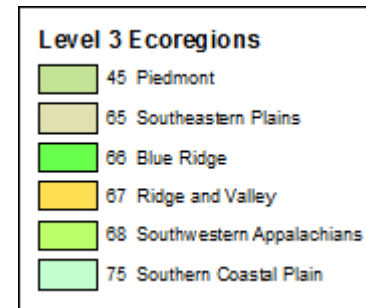 Level 3 Ecoregions
45 Piedmont
65 Southeastern Plains
66 Blue Ridge
67 Ridge and Valley
68 Southwestern Appalachians
75 Southern Coastal Plain